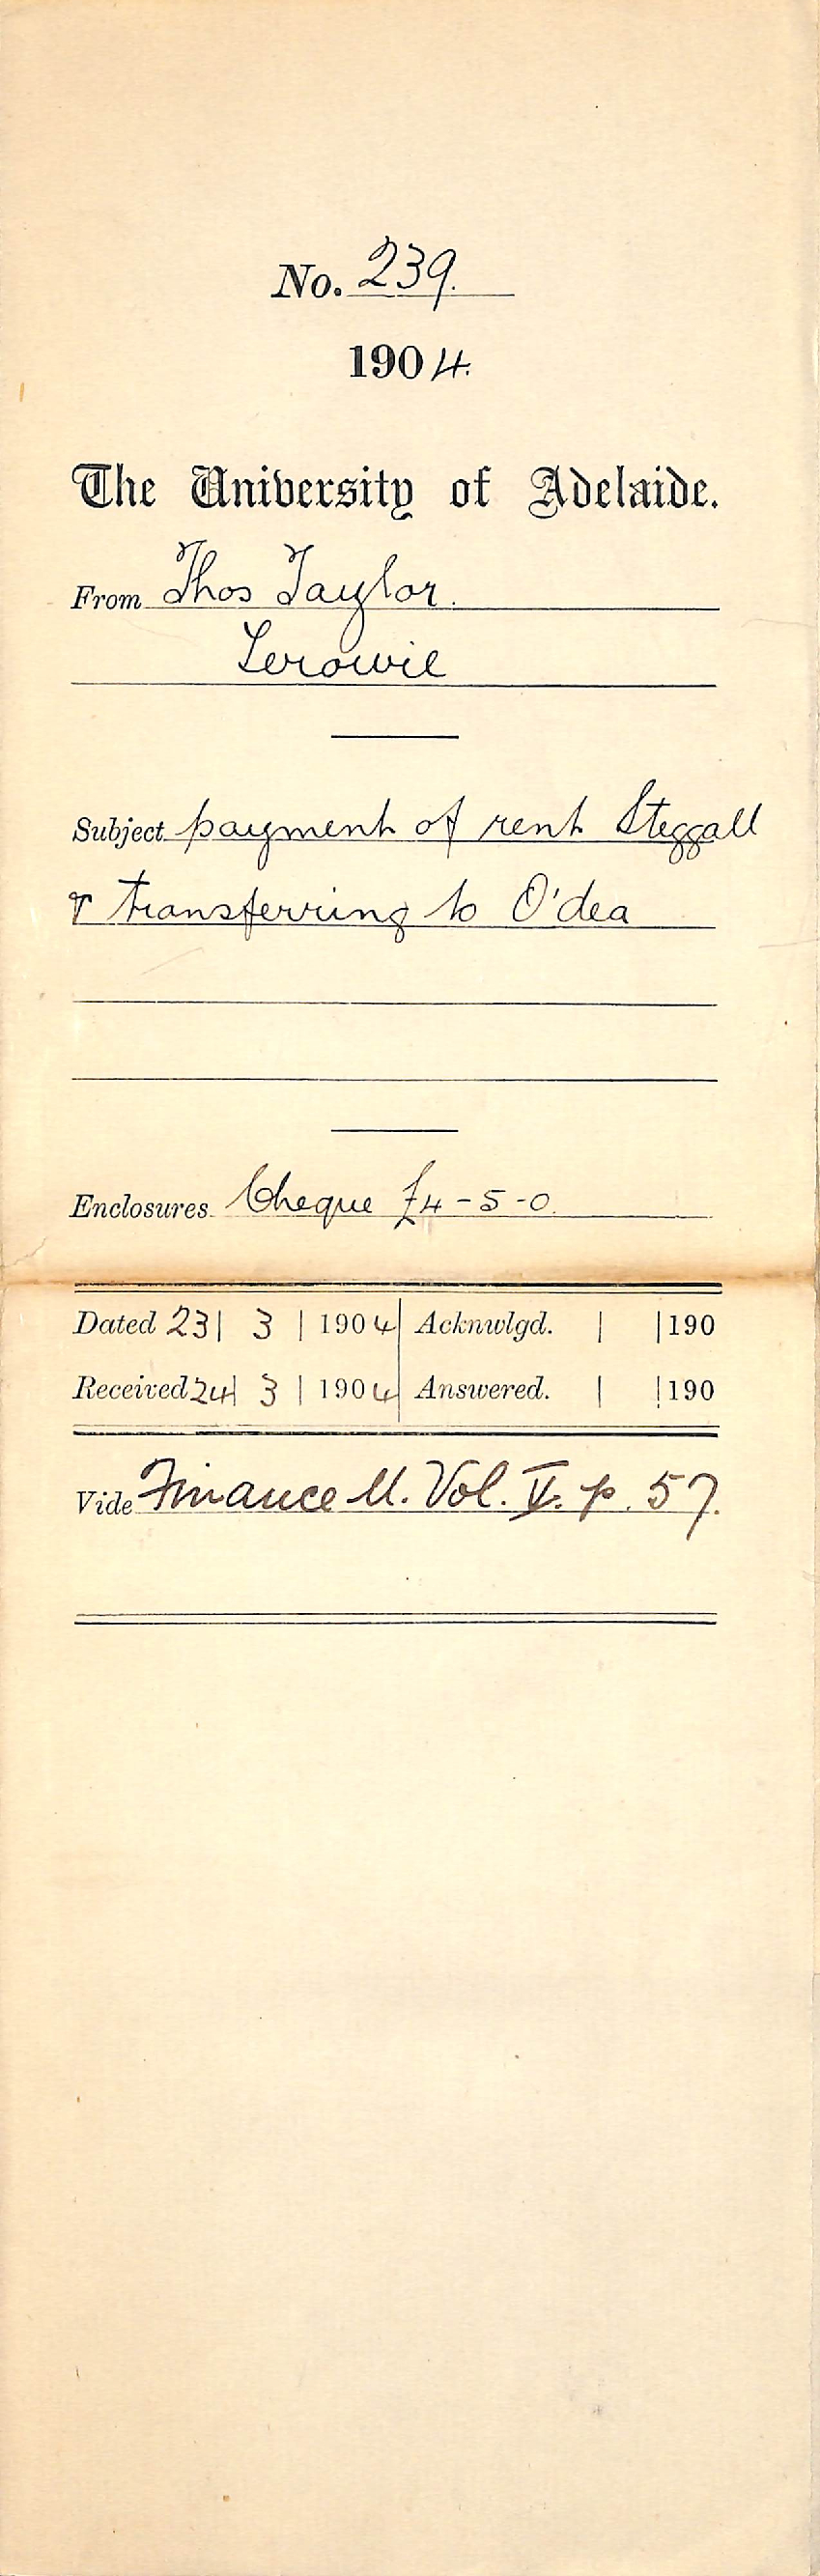 No. 239.
1904.
The University of Adelaide.
From Thos Taylor.
Terowie
Subject payment of rent Steggall
& transferring to O'dea
Enclosures Cheque £4-5-0.
Dated 23| 3 | 1904 Acknwlgd. | |190
Received 24| 3 | 1904 Answered. | |190
Vide Finance M. Vol. V. p. 57.